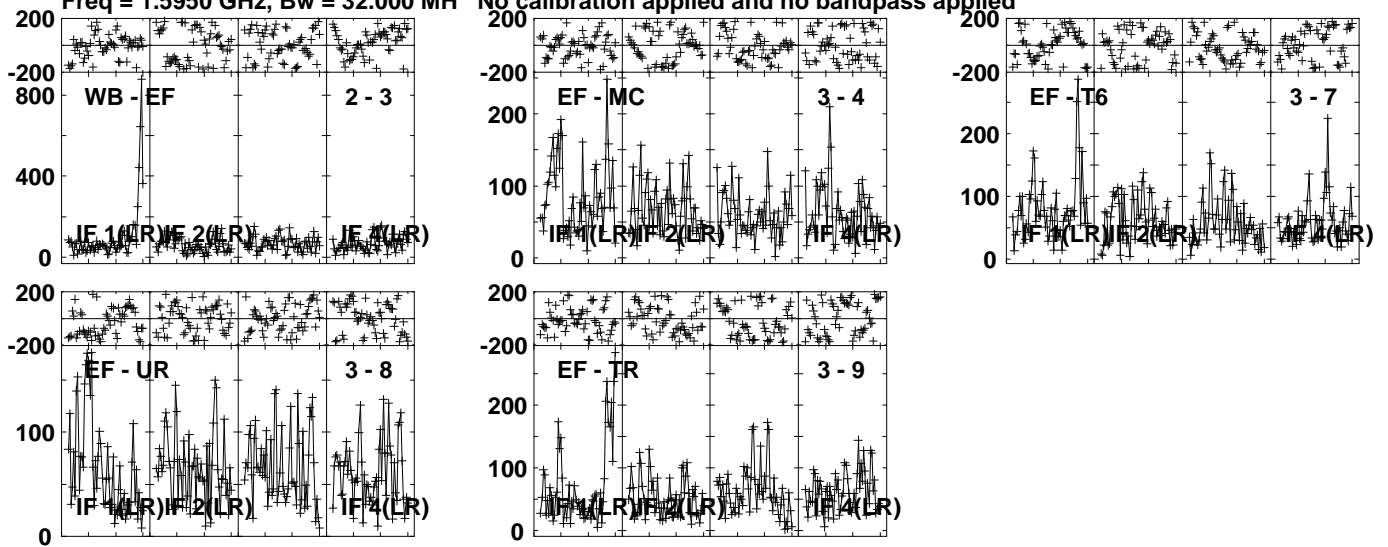 Freq = 1.5950 GHz, Bw = 32.000 MH No calibration applied and no bandpass applied
200
-200
800
400
0
WB - EF 2 - 3
IF 1(LR) IF 2(LR) IF 4(LR)
200
-200
200
100
0
EF - MC 3 - 4
IF 1(LR) IF 2(LR) IF 4(LR)
200
-200
200
100
0
EF - T6 3 - 7
IF 1(LR) IF 2(LR) IF 4(LR)
200
-200
100
0
EF - UR 3 - 8
IF 1(LR) IF 2(LR) IF 4(LR)
200
-200
200
100
0
EF - TR 3 - 9
IF 1(LR) IF 2(LR) IF 4(LR)